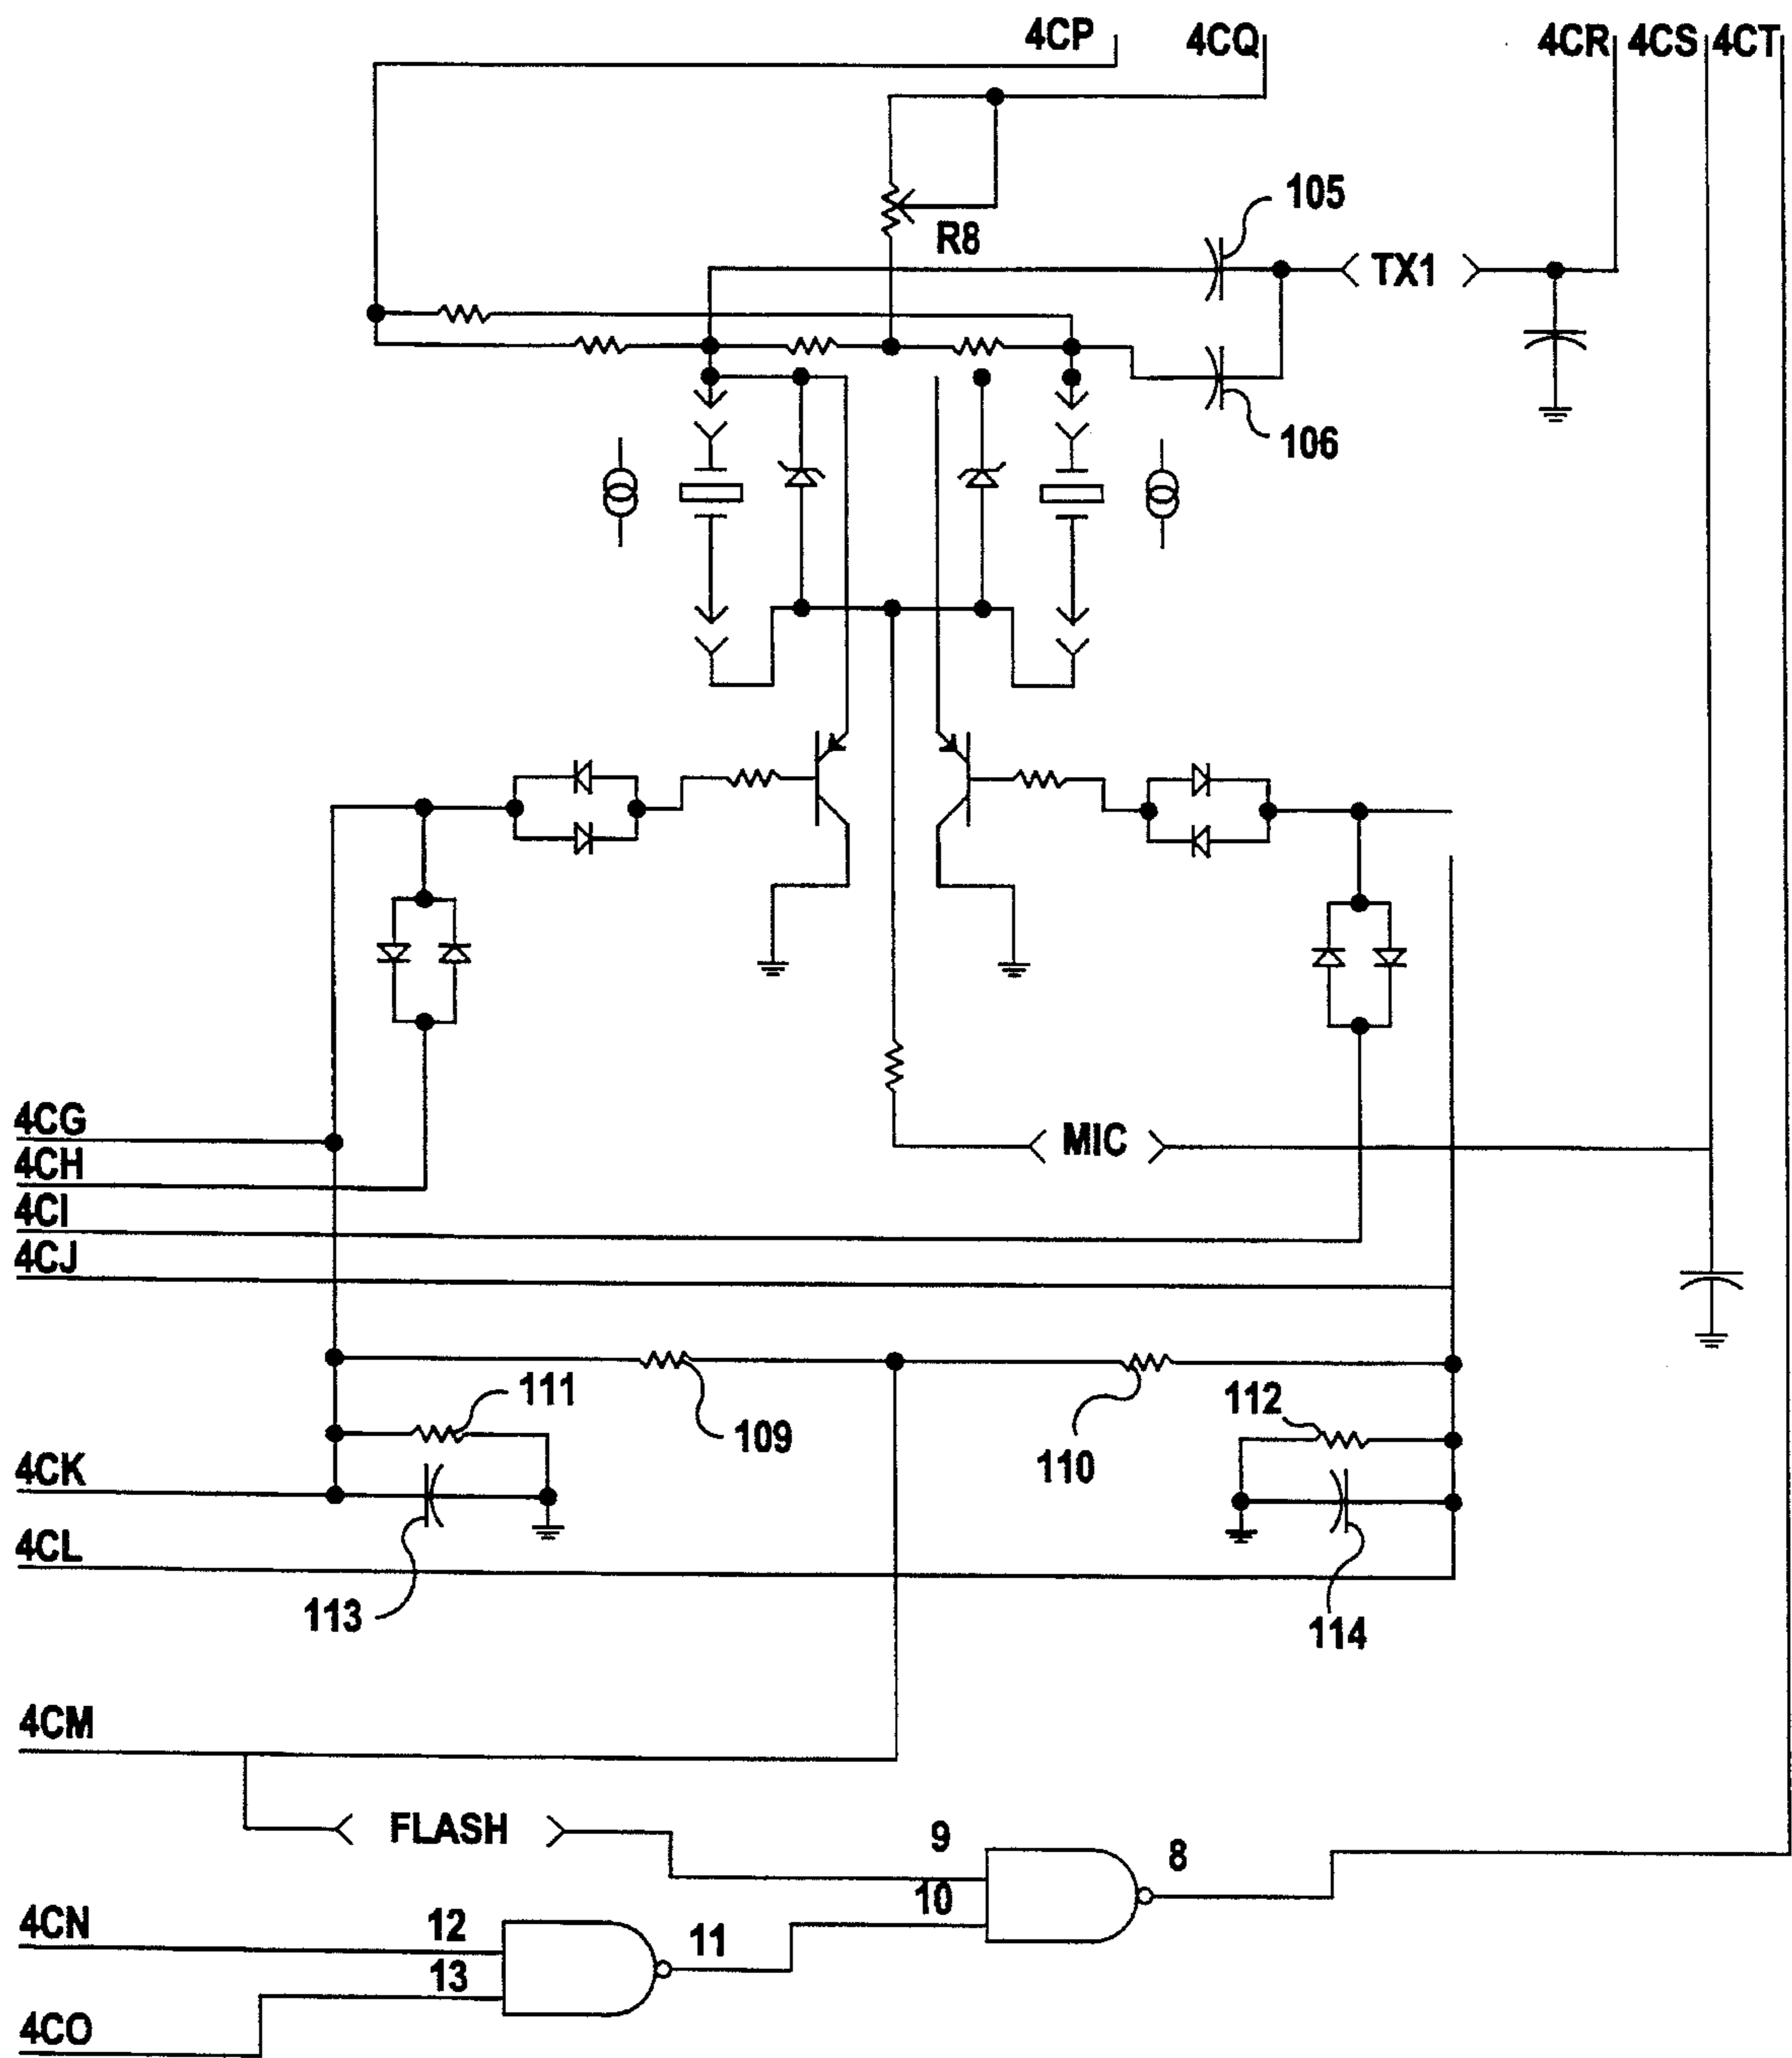 4CP 4CQ 4CR 4CS 4CT
105
R8
TX1
106
4CG
MIC
4CH
4CI
4CJ
111
109
110
112
4CK
4CL
113
114
4CM
FLASH
9
8
10
4CN
12
11
13
4CO